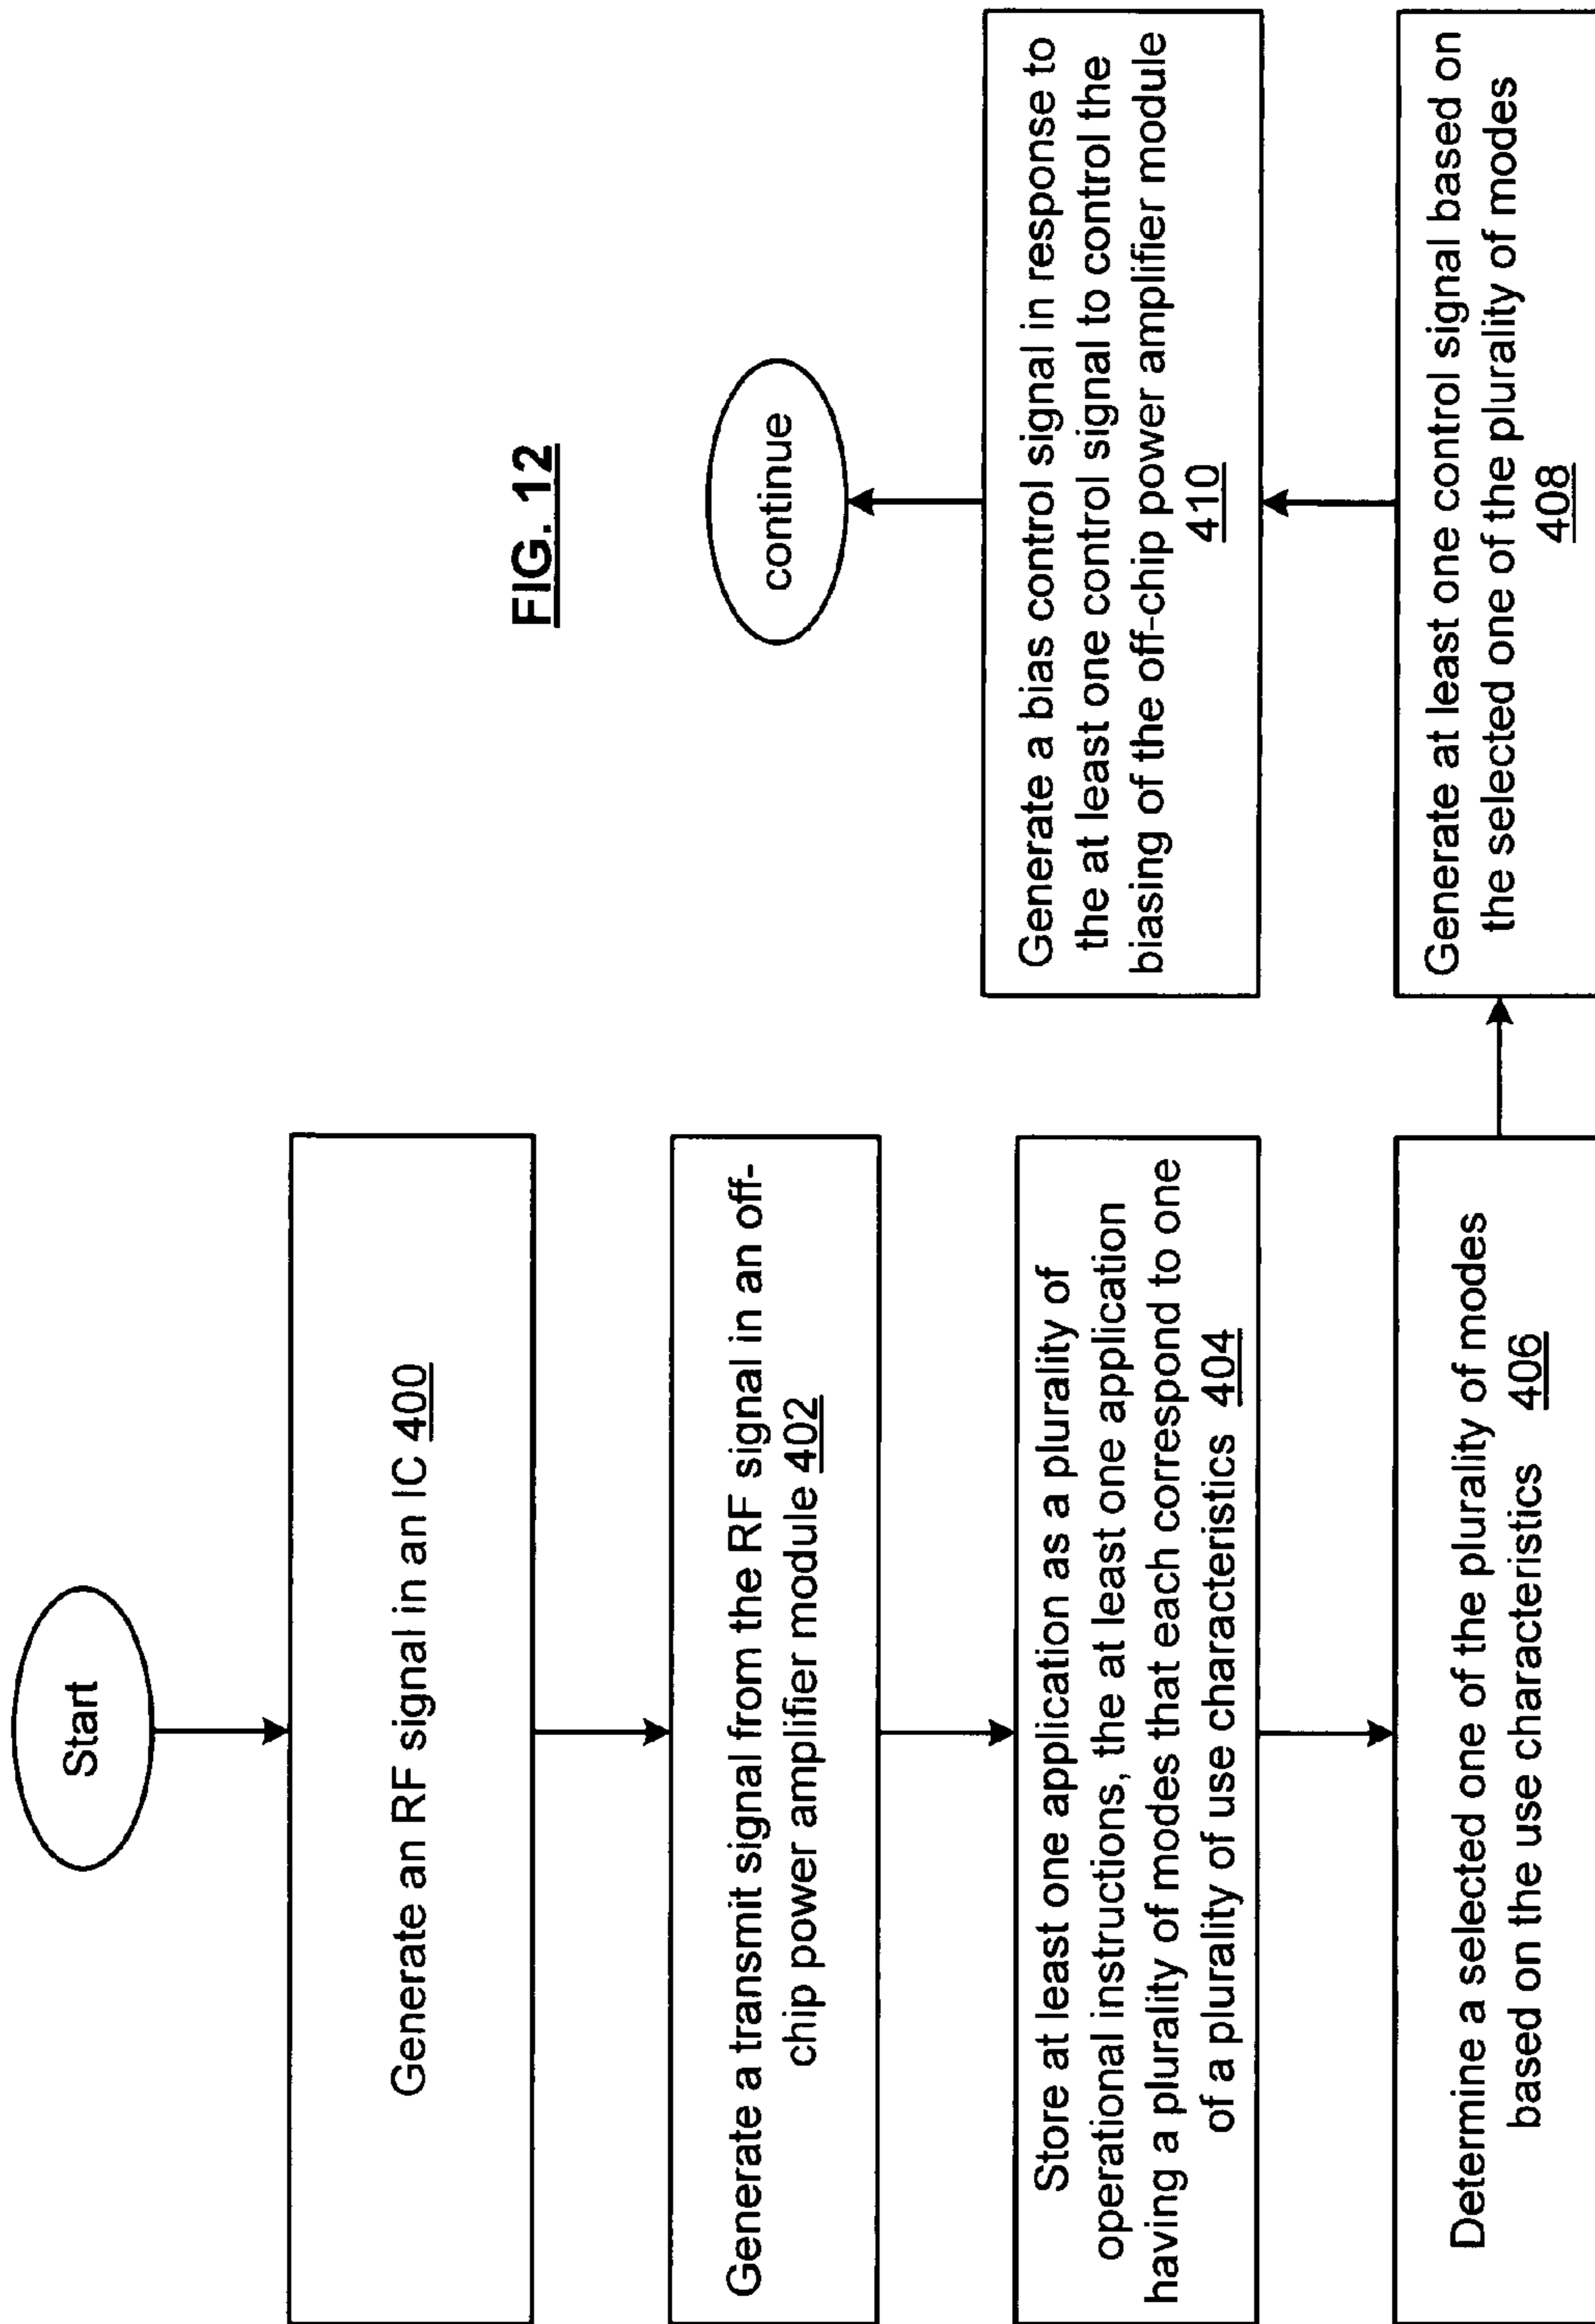 Start
Generate an RF signal in an IC 400
Generate a transmit signal from the RF signal in an off-
chip power amplifier module 402
Store at least one application as a plurality of
operational instructions, the at least one application
having a plurality of modes that each correspond to one
of a plurality of use characteristics 404
Determine a selected one of the plurality of modes
based on the use characteristics 406
Generate at least one control signal based on
the selected one of the plurality of modes
408
Generate a bias control signal in response to
the at least one control signal to control the
biasing of the off-chip power amplifier module
410
continue
FIG. 12